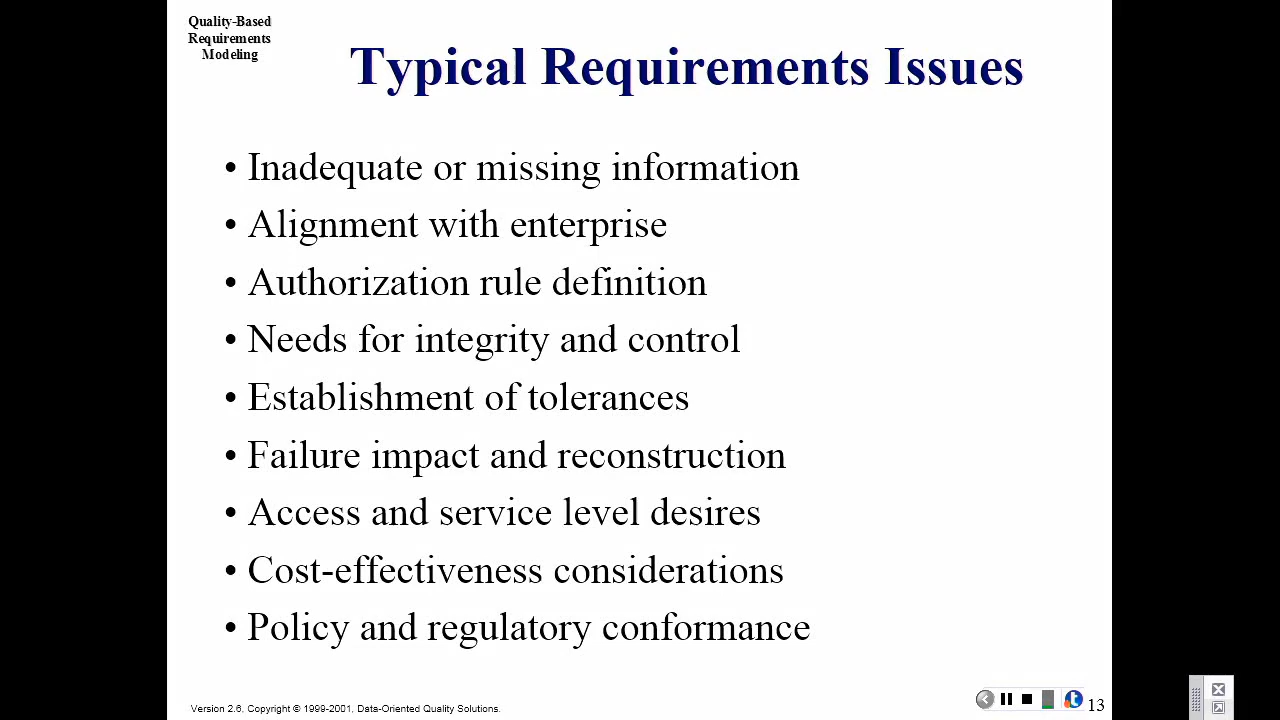 Quality-Based
Requirements
Modeling
Typical Requirements Issues
• Inadequate or missing information
• Alignment with enterprise
• Authorization rule definition
• Needs for integrity and control
• Establishment of tolerances
• Failure impact and reconstruction
• Access and service level desires
• Cost-effectiveness considerations
• Policy and regulatory conformance
Version 2.6. Copyright © 1999-2001, Data-Oriented Quality Solutions.
t
13